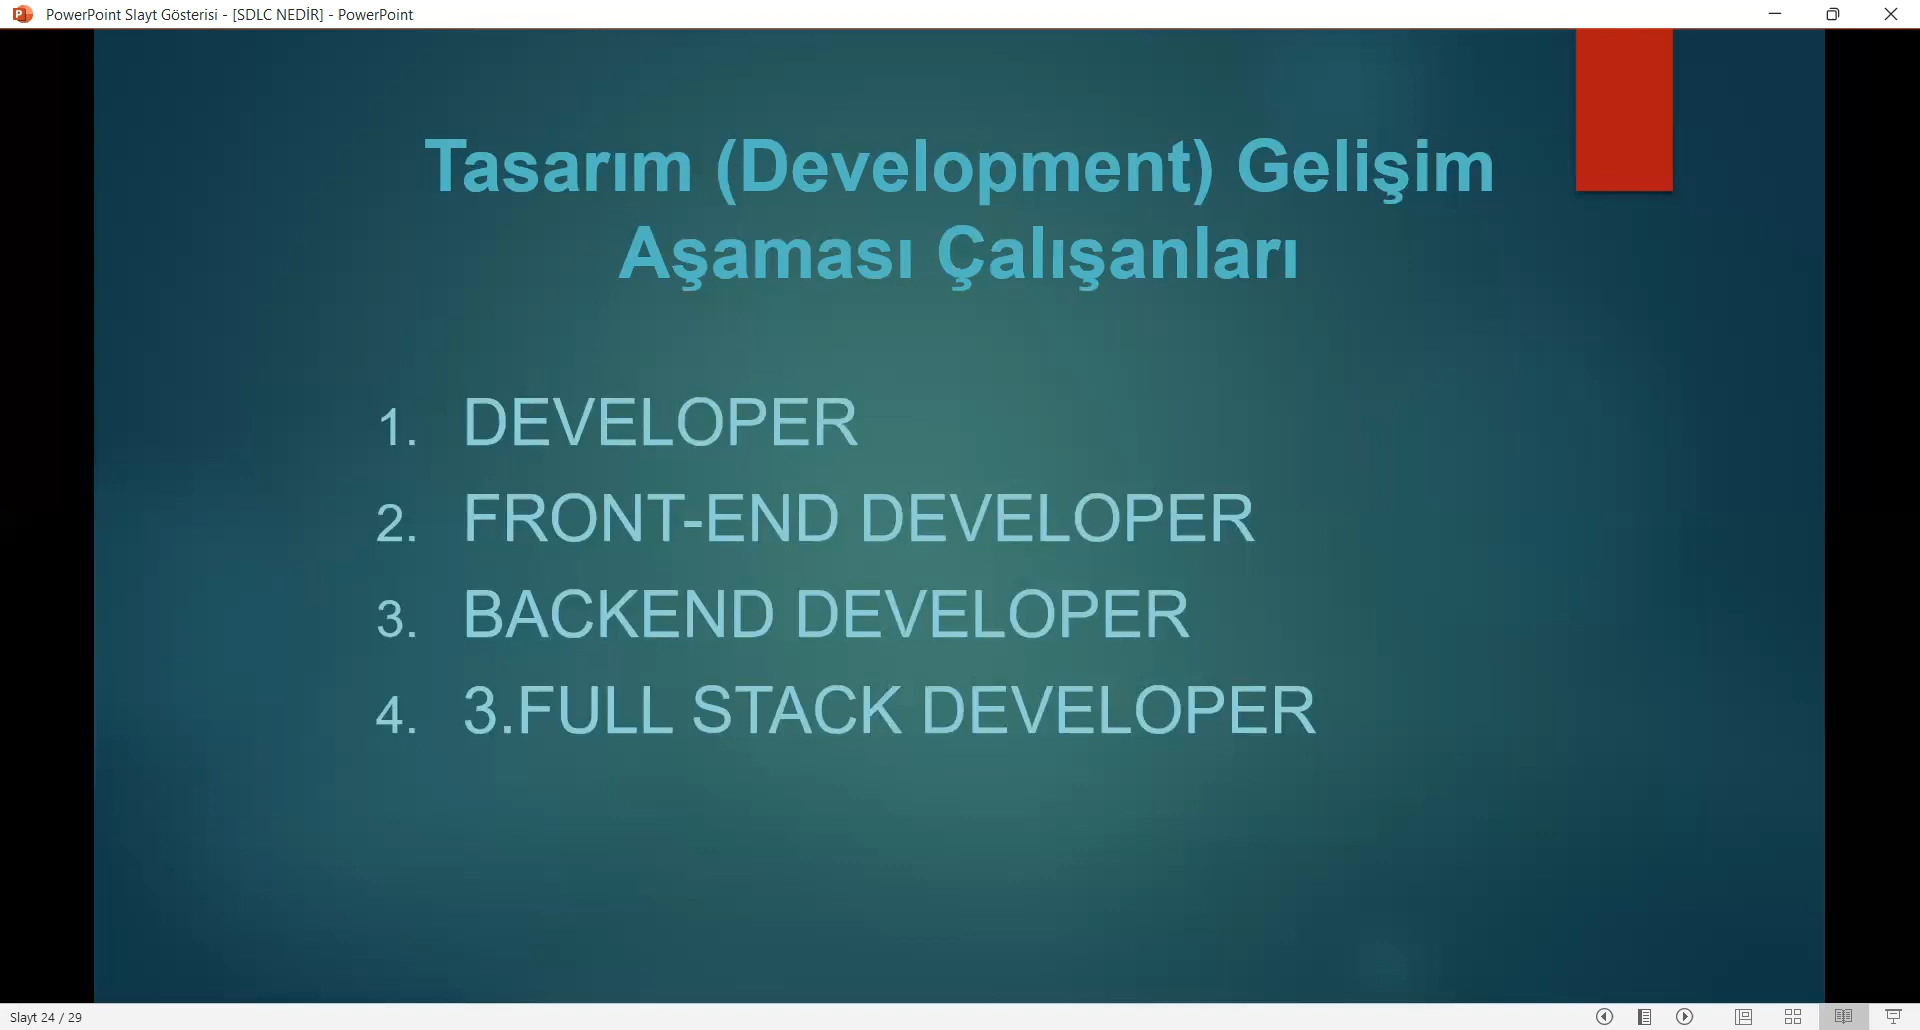 PowerPoint Slayt Gösterisi - [SDLC NEDİR] - PowerPoint
Tasarım (Development) Gelişim
Aşaması Çalışanları
1. DEVELOPER
2. FRONT-END DEVELOPER
3. BACKEND DEVELOPER
4. 3.FULL STACK DEVELOPER
Slayt 24 / 29